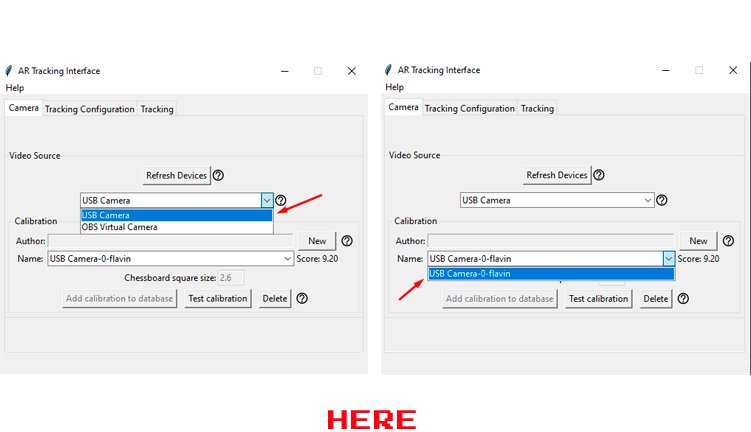 AR Tracking Interface
Help
Camera Tracking Configuration Tracking
Video Source
Refresh Devices
USB Camera
USB Camera
OBS Virtual Camera
Calibration
Author: New
Name: USB Camera-0-flavin Score: 9.20
Chessboard square size: 2.6
Add calibration to database Test calibration Delete
AR Tracking Interface
Help
Camera Tracking Configuration Tracking
Video Source
Refresh Devices
USB Camera
Calibration
Author: New
Name: USB Camera-0-flavin Score: 9.20
USB Camera-0-flavin
Add calibration to database Test calibration Delete
HERE